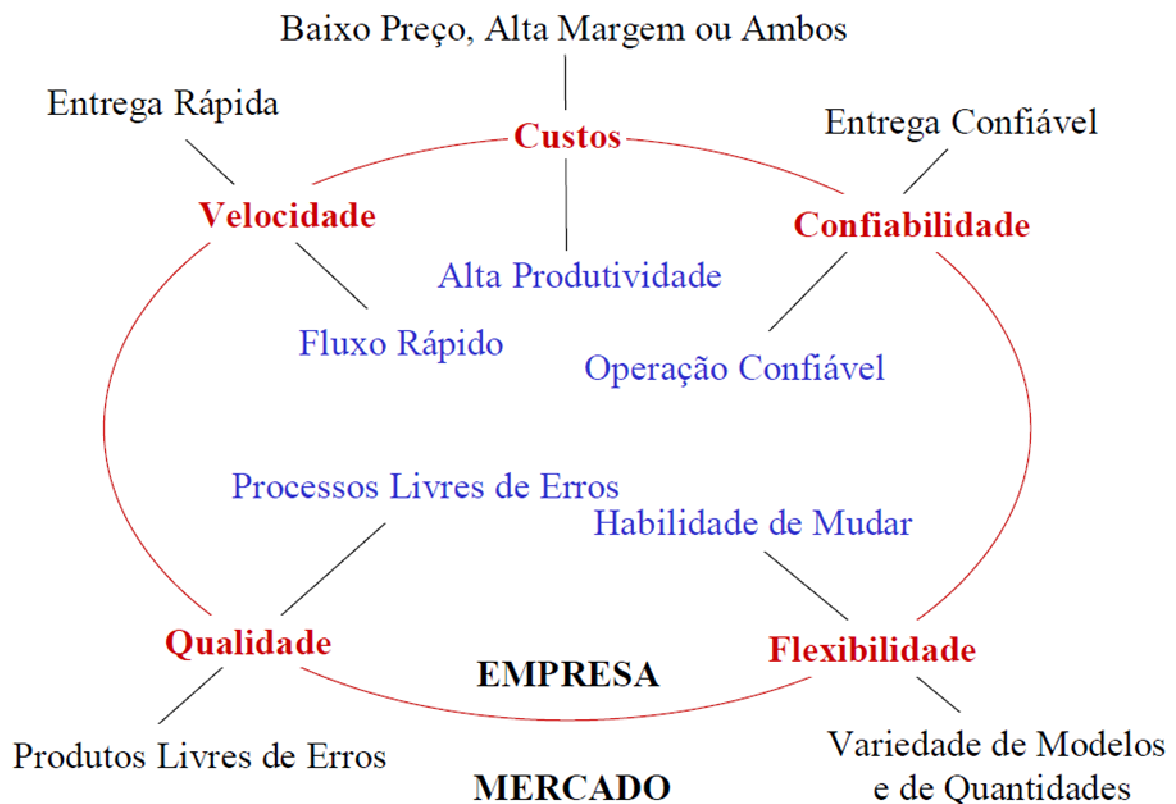 Baixo Preço, Alta Margem ou Ambos
Entrega Rápida
Custos
Entrega Confiável
Velocidade
Confiabilidade
Alta Produtividade
Fluxo Rápido
Operação Confiável
Processos Livres de Erros
Habilidade de Mudar
Qualidade
Flexibilidade
EMPRESA
Produtos Livres de Erros
Variedade de Modelos
e de Quantidades
MERCADO